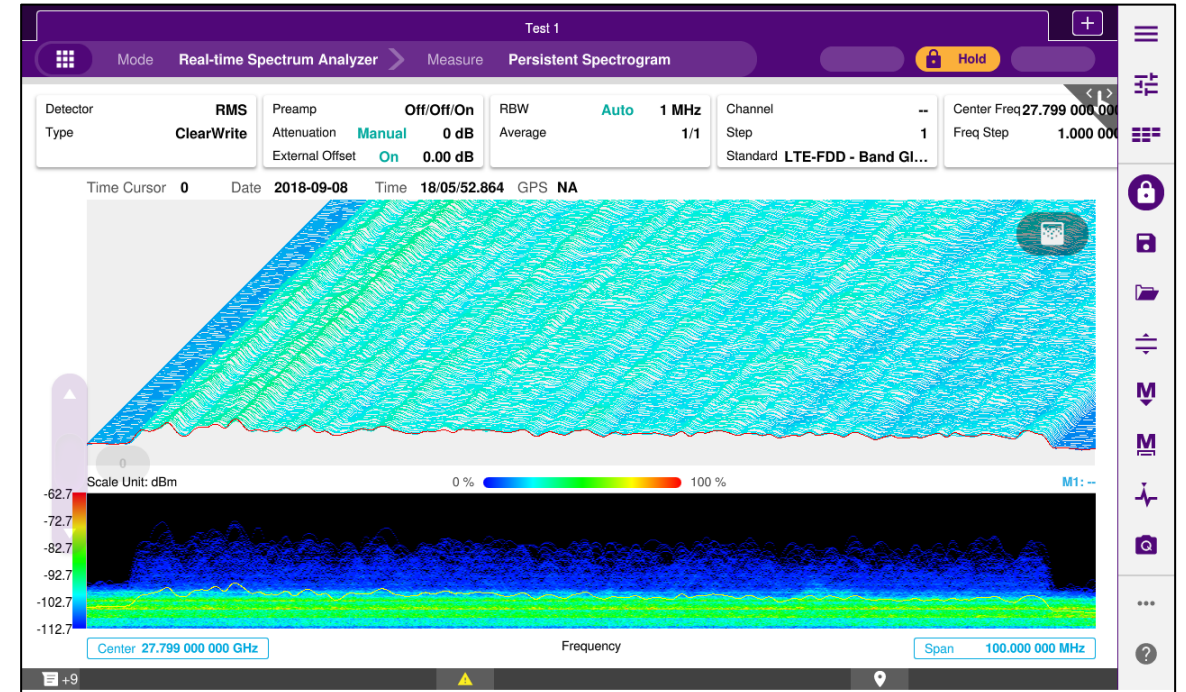 Test 1
Mode Real-time Spectrum Analyzer Measure Persistent Spectrogram Hold
Detector RMS Preamp Off/Off/On RBW Auto 1 MHz Channel -- Center Freq 27.799 000 000
Type ClearWrite Attenuation Manual 0 dB Average 1/1 Step 1 Freq Step 1.000 000
External Offset On 0.00 dB Standard LTE-FDD - Band Gl...
Time Cursor 0 Date 2018-09-08 Time 18/05/52.864 GPS NA
0
Scale Unit: dBm 0 % 100 % M1: --
-62.7
-72.7
-82.7
-92.7
-102.7
-112.7
Center 27.799 000 000 GHz Frequency Span 100.000 000 MHz
+9
M
M
Q
?